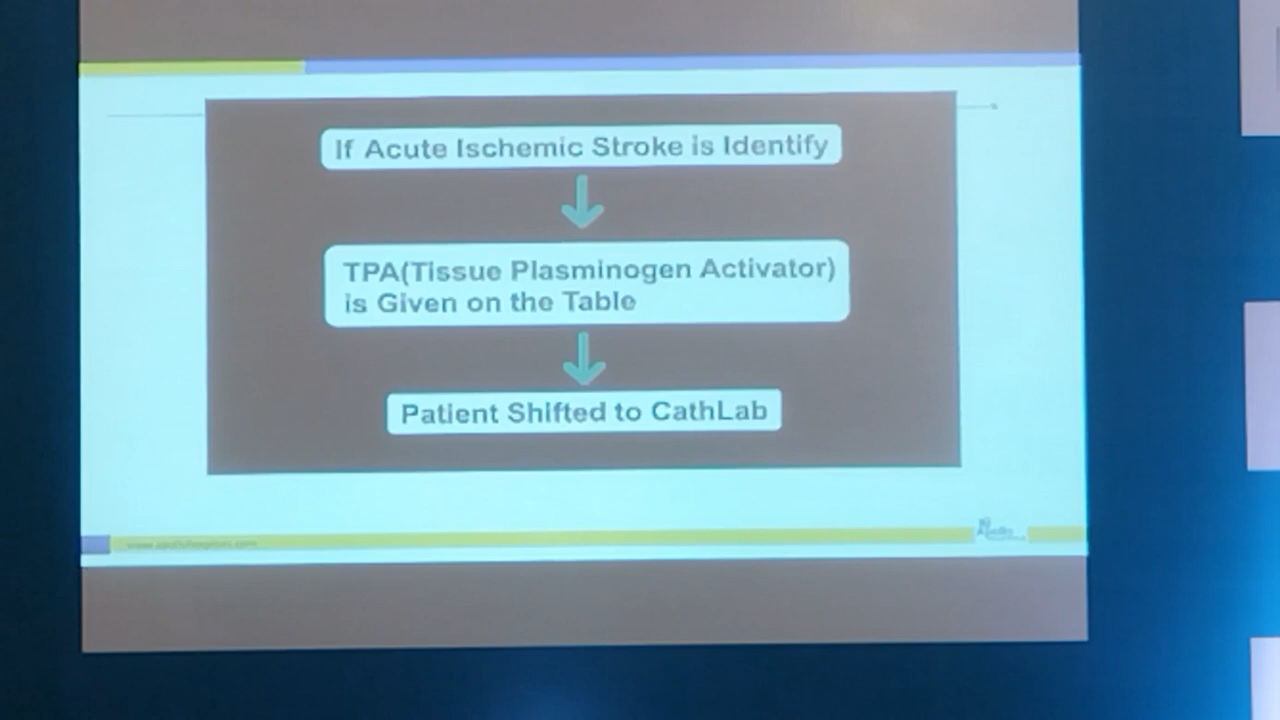 If Acute Ischemic Stroke is Identify
TPA(Tissue Plasminogen Activator)
is Given on the Table
Patient Shifted to CathLab